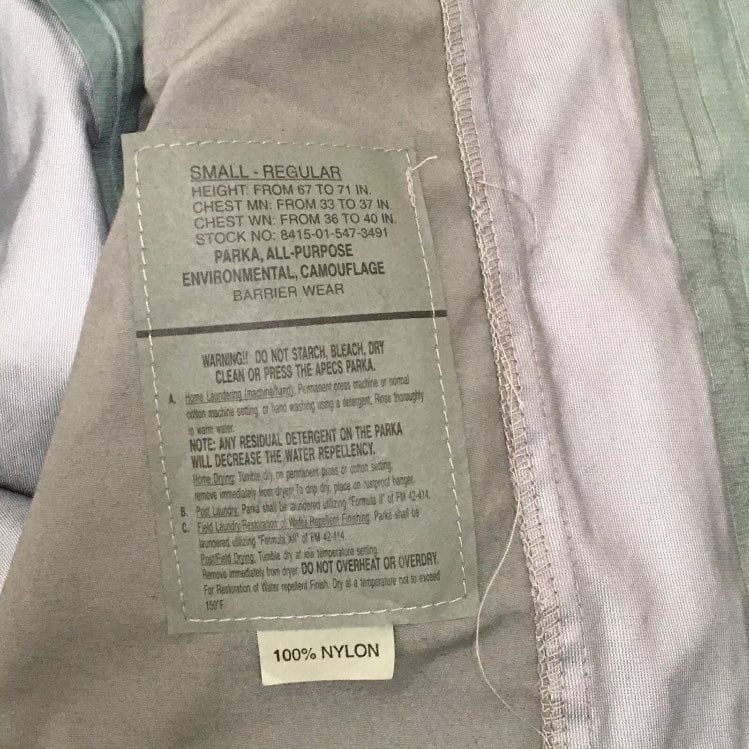 SMALL - REGULAR
HEIGHT: FROM 67 TO 71 IN.
CHEST MN: FROM 33 TO 37 IN.
CHEST WN: FROM 36 TO 40 IN.
STOCK NO: 8415-01-547-3491
PARKA, ALL-PURPOSE
ENVIRONMENTAL, CAMOUFLAGE
BARRIER WEAR
WARNING!! DO NOT STARCH, BLEACH, DRY
CLEAN OR PRESS THE APECS PARKA.
A. Home Laundering (machine/hand). Permanent press machine or normal
cotton machine setting, or hand washing using a detergent. Rinse thoroughly
in warm water.
NOTE: ANY RESIDUAL DETERGENT ON THE PARKA
WILL DECREASE THE WATER REPELLENCY.
Home Drying: Tumble dry on permanent press or cotton setting,
remove immediately from dryer. To drip dry, place on rustproof hanger.
B. Post Laundry: Parka shall be laundered utilizing "Formula II" of FM 42-414.
C. Field Laundry/Restoration of Water Repellent Finishing: Parka shall be
laundered utilizing "Formula XII" of FM 42-414.
Post/Field Drying: Tumble dry at low temperature setting.
Remove immediately from dryer. DO NOT OVERHEAT OR OVERDRY.
For Restoration of Water repellent Finish. Dry at a temperature not to exceed
150°F.
100% NYLON